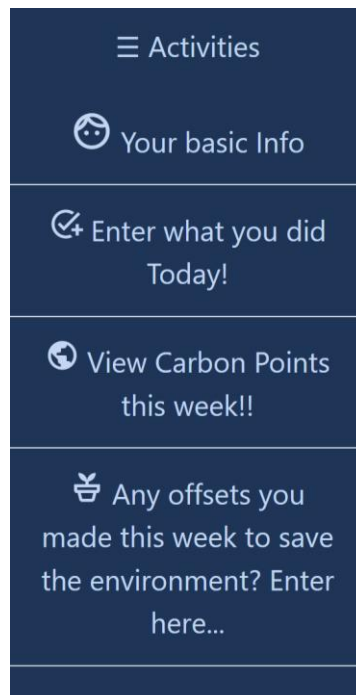 Activities
Your basic Info
Enter what you did
Today!
View Carbon Points
this week!!
Any offsets you
made this week to save
the environment? Enter
here...